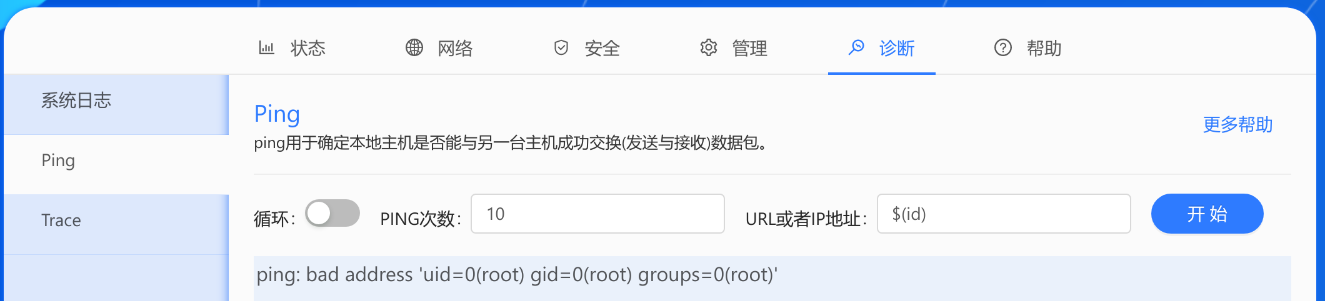 状态 网络 安全 管理 诊断 帮助
系统日志
Ping
Trace
Ping
ping用于确定本地主机是否能与另一台主机成功交换(发送与接收)数据包。
更多帮助
循环: PING次数: 10 URL或者IP地址: $(id) 开 始
ping: bad address 'uid=0(root) gid=0(root) groups=0(root)'